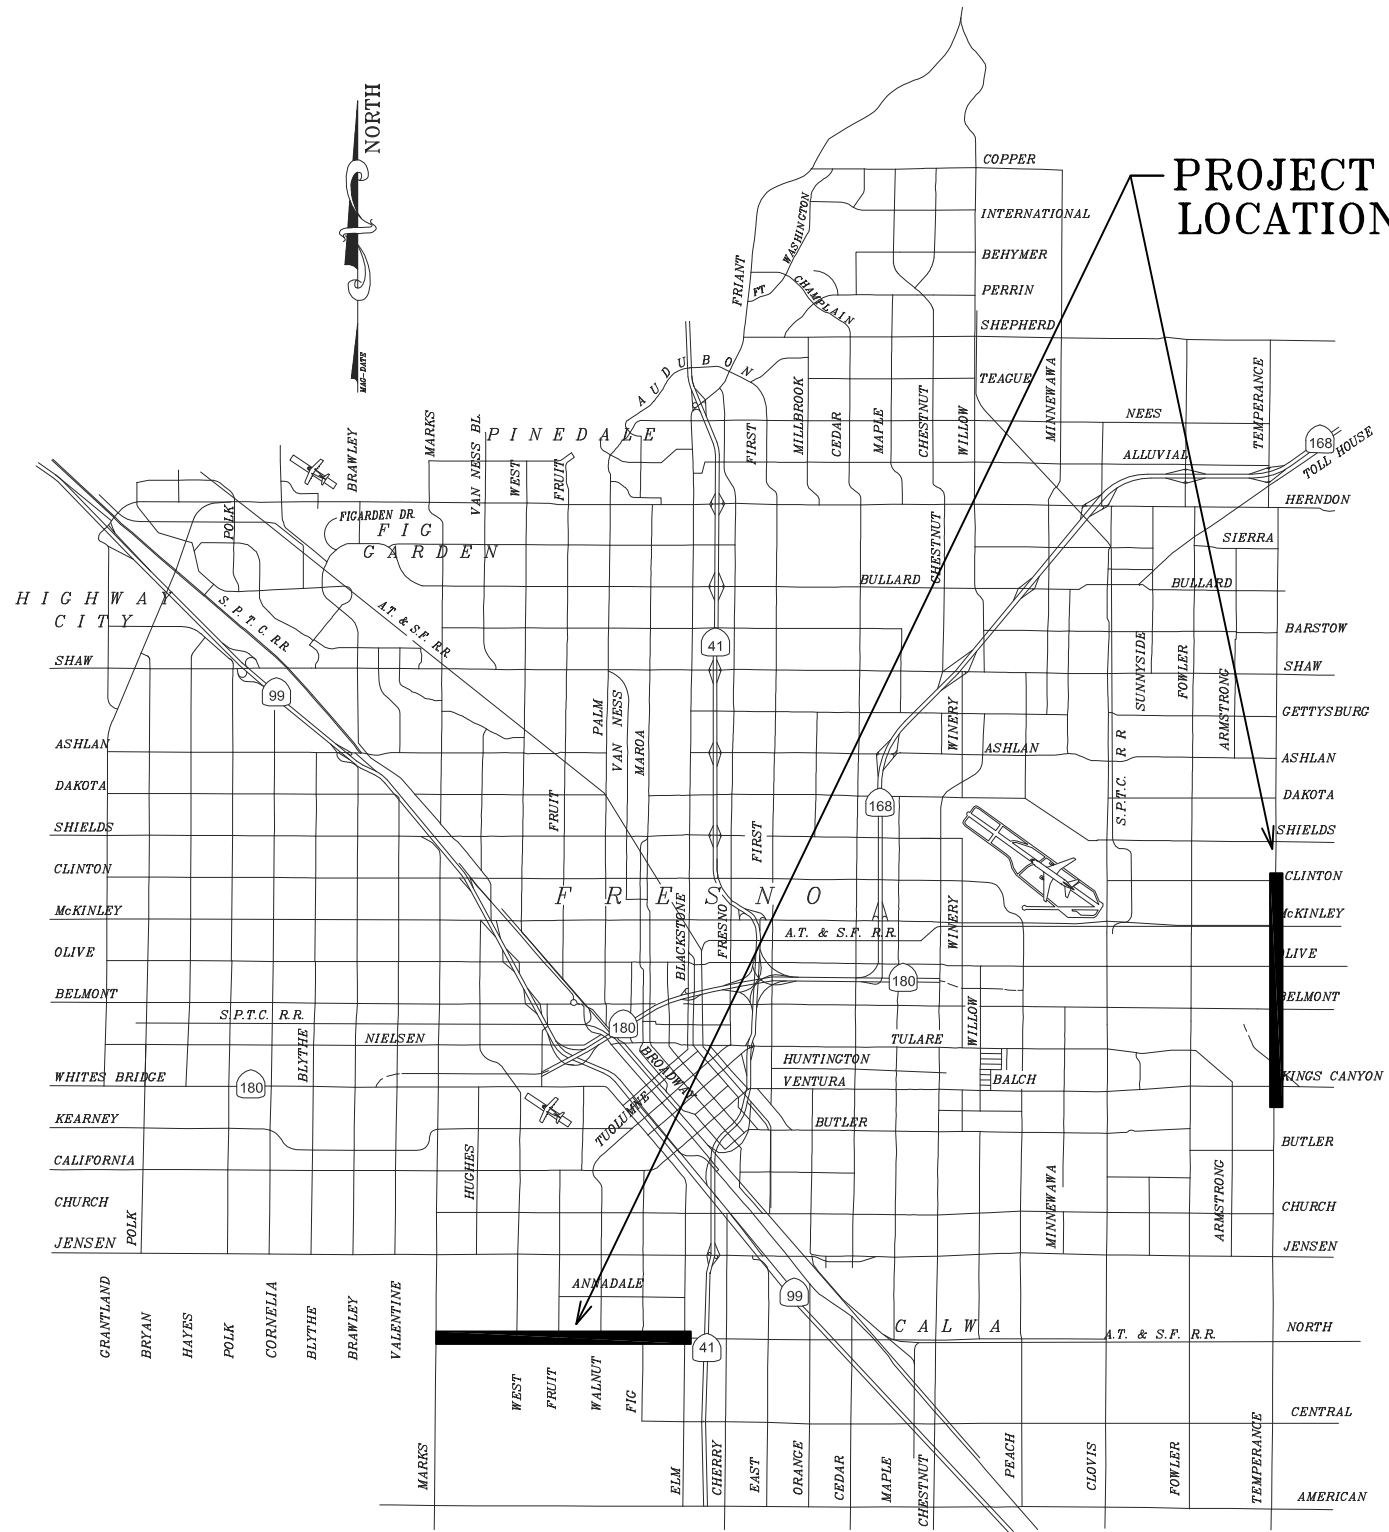 NORTH
MAG-DATE
PROJECT
LOCATION
COPPER
INTERNATIONAL
WASHINGTON
BEHYMER
FRIANT
FT
CHAMPLAIN
PERRIN
SHEPHERD
AUDUBON
TEAGUE
MILLBROOK
CEDAR
MAPLE
CHESTNUT
WILLOW
MINNEWAWA
TEMPERANCE
NEES
MARKS
VAN NESS BL
PINEDALE
FIRST
168
TOLL HOUSE
BRAWLEY
WEST
FRUIT
ALLUVIAL
HERNDON
POLK
FIGARDEN DR.
FIG
GARDEN
CHESTNUT
SIERRA
BULLARD
BULLARD
HIGHWAY
CITY
S. P. T. C. R.R.
A.T. & S.F. R.R.
41
BARSTOW
SHAW
SUNNYSIDE
FOWLER
ARMSTRONG
SHAW
99
PALM
VAN NESS
MAROA
WINERY
GETTYSBURG
ASHLAN
ASHLAN
ASHLAN
S.P.T.C. R R
DAKOTA
FRUIT
168
DAKOTA
SHIELDS
FIRST
SHIELDS
CLINTON
CLINTON
FRESNO
McKINLEY
BLACKSTONE
FRESNO
WINERY
McKINLEY
A.T. & S.F. R.R.
OLIVE
OLIVE
180
BELMONT
BELMONT
S.P.T.C. R.R.
180
WILLOW
BLYTHE
NIELSEN
BROADWAY
TULARE
HUNTINGTON
WHITES BRIDGE
180
VENTURA
BALCH
KINGS CANYON
KEARNEY
TUOLUMNE
BUTLER
BUTLER
CALIFORNIA
HUGHES
MINNEWAWA
ARMSTRONG
CHURCH
POLK
CHURCH
JENSEN
JENSEN
GRANTLAND
BRYAN
HAYES
POLK
CORNELIA
BLYTHE
BRAWLEY
VALENTINE
ANNADALE
99
CALWA
NORTH
41
A.T. & S.F. R.R.
WEST
FRUIT
WALNUT
FIG
CENTRAL
MARKS
ELM
CHERRY
EAST
ORANGE
CEDAR
MAPLE
CHESTNUT
PEACH
CLOVIS
FOWLER
TEMPERANCE
AMERICAN